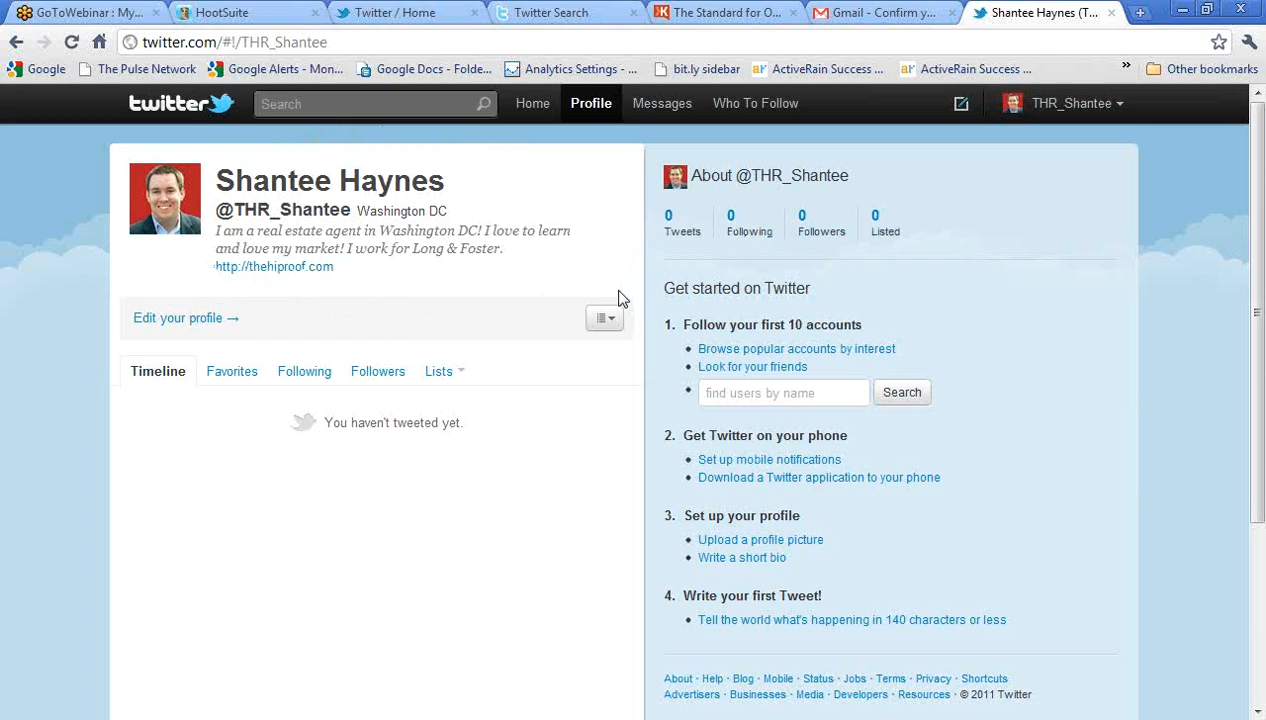 GoToWebinar : My...
HootSuite
Twitter / Home
Twitter Search
The Standard for O...
Gmail - Confirm y...
Shantee Haynes (T...
twitter.com/#!/THR_Shantee
Google
The Pulse Network
Google Alerts - Mon...
Google Docs - Folde...
Analytics Settings - ...
bit.ly sidebar
ActiveRain Success ...
ActiveRain Success ...
»
Other bookmarks
twitter
Search
Home
Profile
Messages
Who To Follow
THR_Shantee
Shantee Haynes
@THR_Shantee Washington DC
I am a real estate agent in Washington DC! I love to learn
and love my market! I work for Long & Foster.
http://thehiproof.com
Edit your profile →
Timeline
Favorites
Following
Followers
Lists
You haven't tweeted yet.
About @THR_Shantee
0 0 0 0
Tweets Following Followers Listed
Get started on Twitter
1. Follow your first 10 accounts
• Browse popular accounts by interest
• Look for your friends
• find users by name Search
2. Get Twitter on your phone
• Set up mobile notifications
• Download a Twitter application to your phone
3. Set up your profile
• Upload a profile picture
• Write a short bio
4. Write your first Tweet!
• Tell the world what's happening in 140 characters or less
About · Help · Blog · Mobile · Status · Jobs · Terms · Privacy · Shortcuts
Advertisers · Businesses · Media · Developers · Resources · © 2011 Twitter